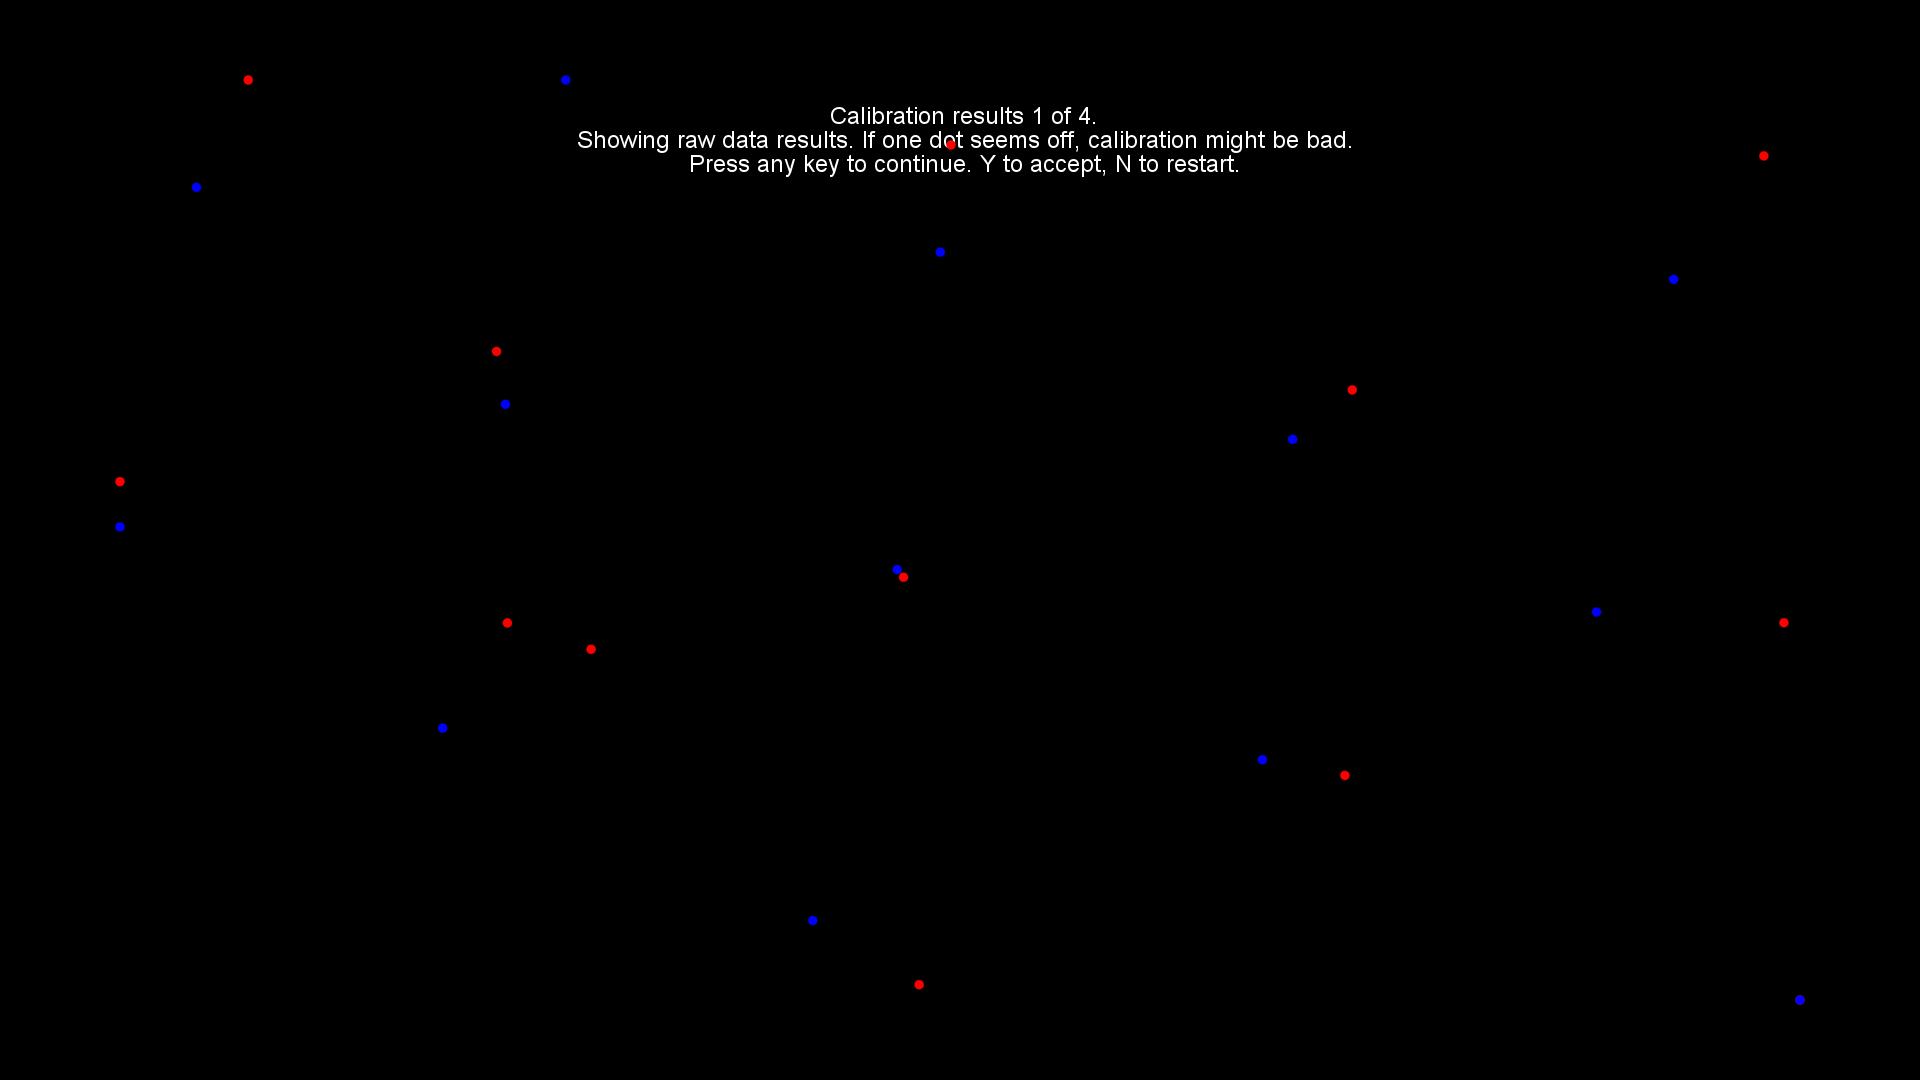 Calibration results 1 of 4.
Showing raw data results. If one dot seems off, calibration might be bad.
Press any key to continue. Y to accept, N to restart.